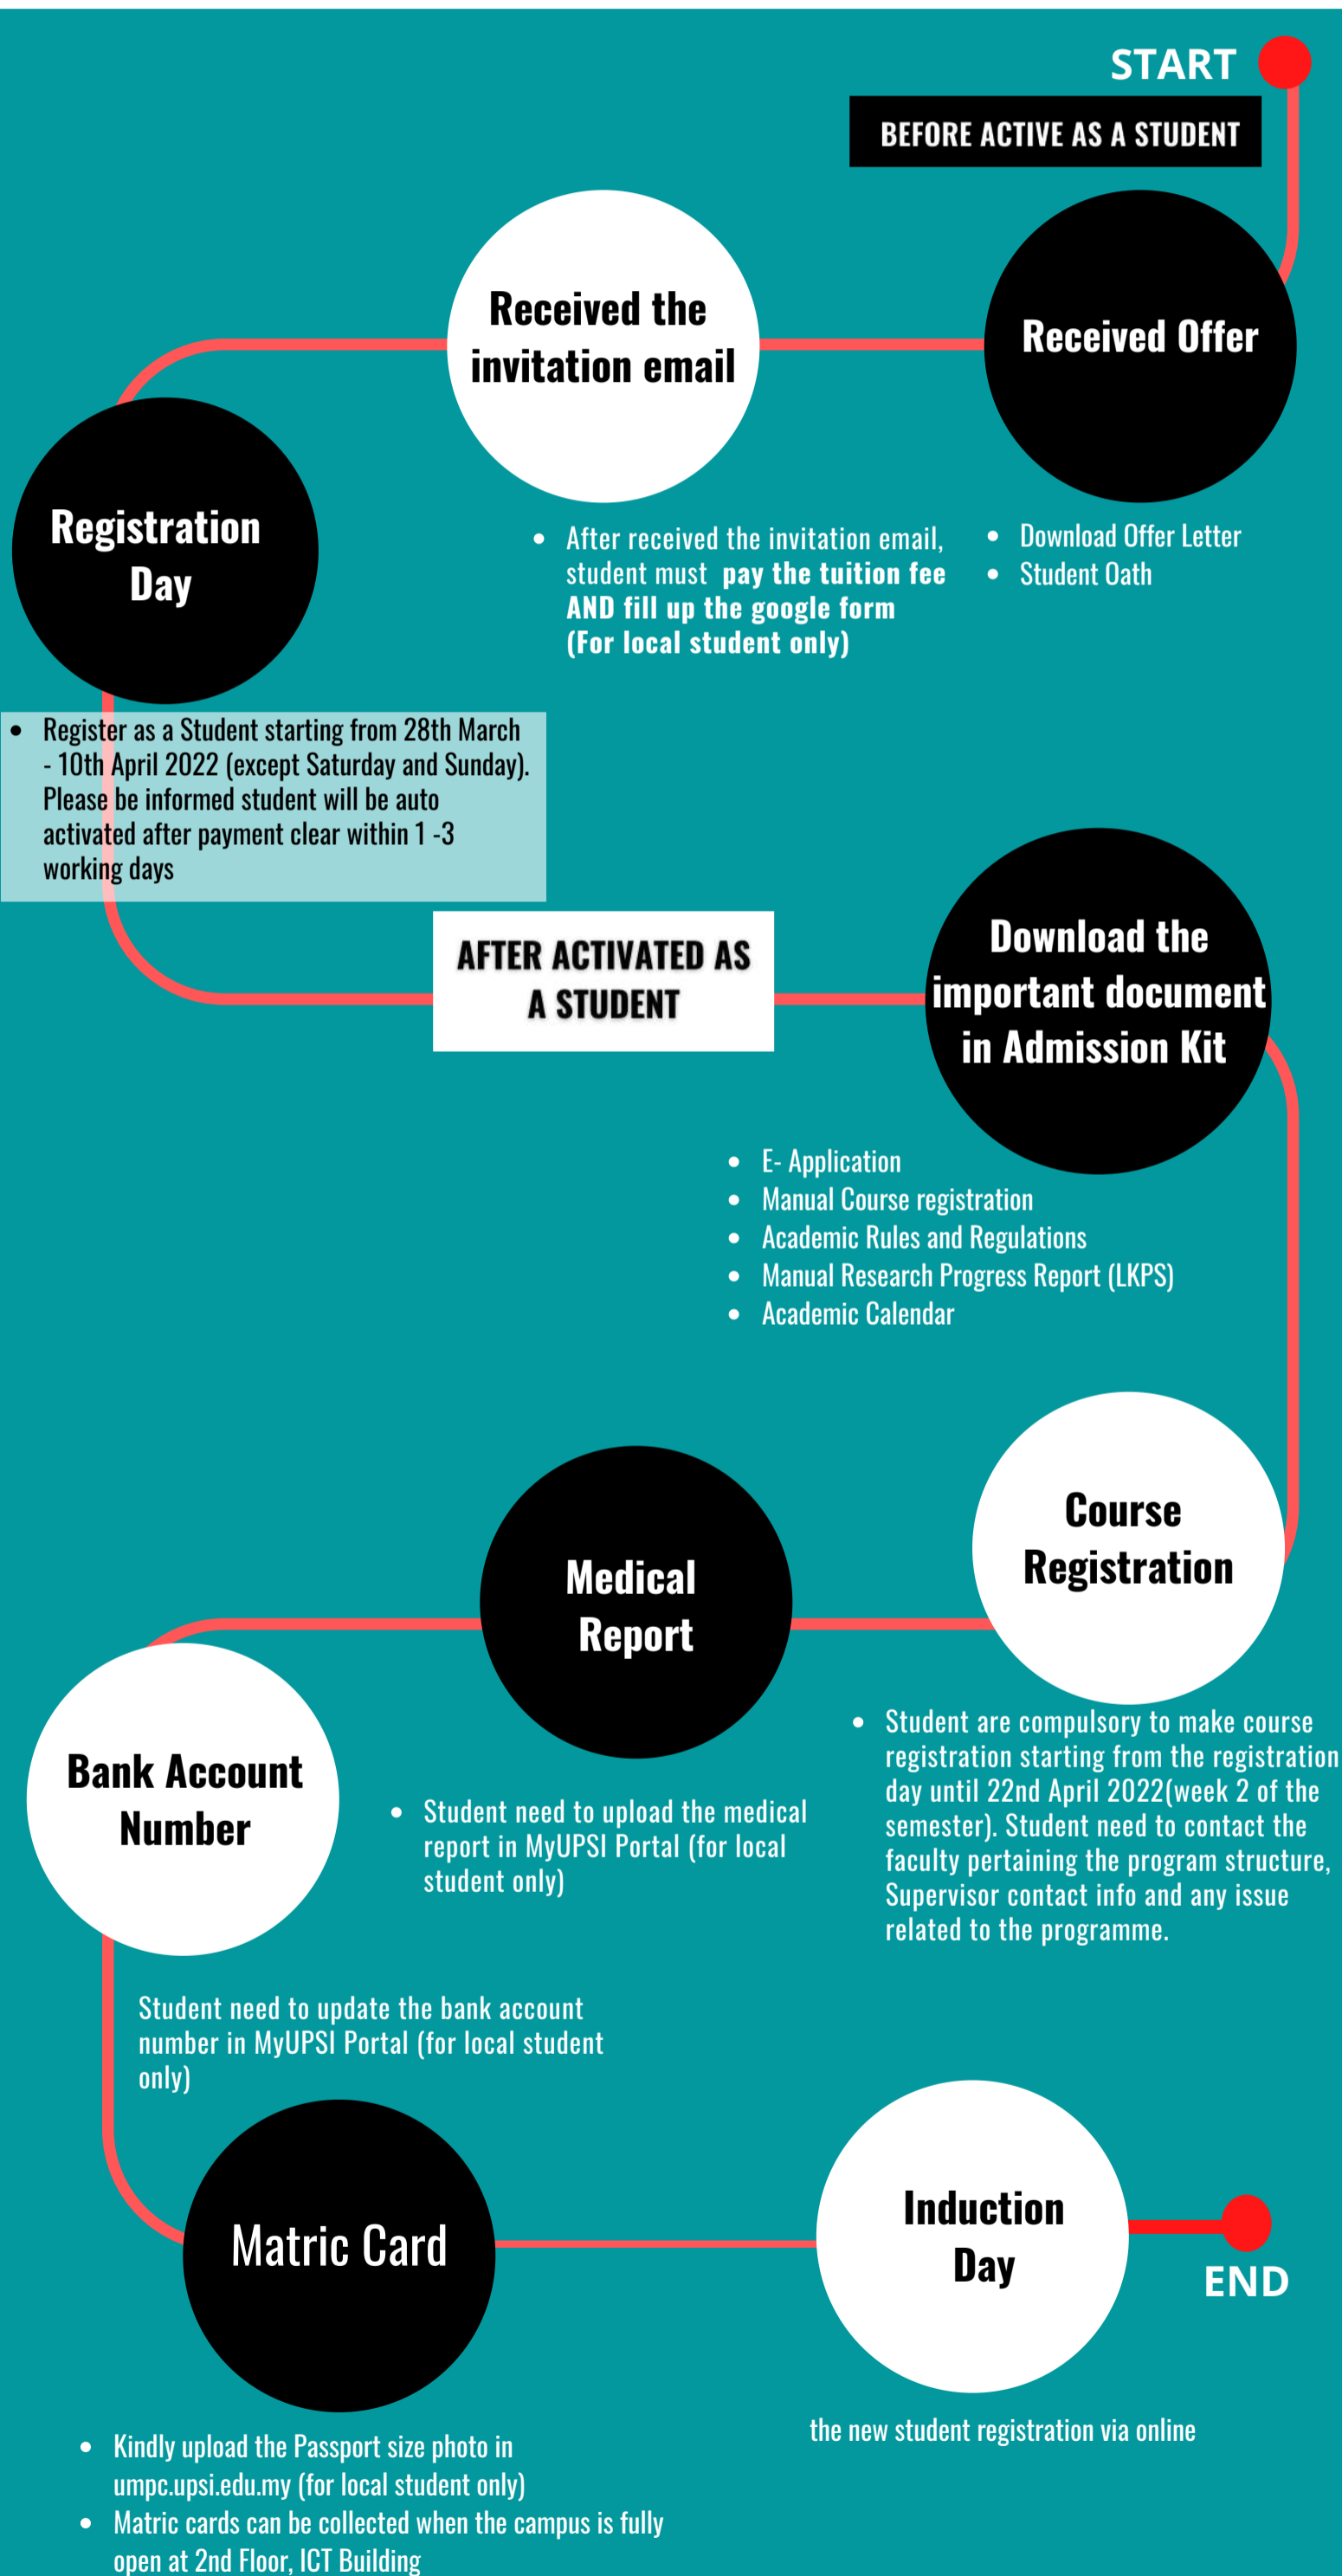 START
BEFORE ACTIVE AS A STUDENT
Received Offer
• Download Offer Letter
• Student Oath
Received the
invitation email
• After received the invitation email,
student must pay the tuition fee
AND fill up the google form
(For local student only)
Registration
Day
• Register as a Student starting from 28th March
- 10th April 2022 (except Saturday and Sunday).
Please be informed student will be auto
activated after payment clear within 1 -3
working days
AFTER ACTIVATED AS
A STUDENT
Download the
important document
in Admission Kit
• E- Application
• Manual Course registration
• Academic Rules and Regulations
• Manual Research Progress Report (LKPS)
• Academic Calendar
Course
Registration
• Student are compulsory to make course
registration starting from the registration
day until 22nd April 2022(week 2 of the
semester). Student need to contact the
faculty pertaining the program structure,
Supervisor contact info and any issue
related to the programme.
Medical
Report
• Student need to upload the medical
report in MyUPSI Portal (for local
student only)
Bank Account
Number
Student need to update the bank account
number in MyUPSI Portal (for local student
only)
Matric Card
• Kindly upload the Passport size photo in
umpc.upsi.edu.my (for local student only)
• Matric cards can be collected when the campus is fully
open at 2nd Floor, ICT Building
Induction
Day
the new student registration via online
END